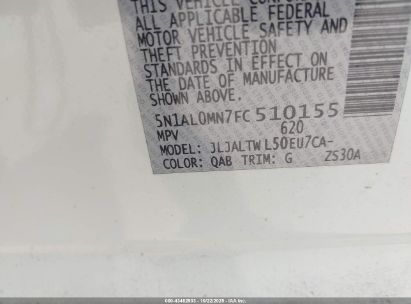 THIS VEHICLE CONFORMS
ALL APPLICABLE FEDERAL
MOTOR VEHICLE SAFETY AND
THEFT PREVENTION
STANDARDS IN EFFECT ON
THE DATE OF MANUFACTURE
SHOWN ABOVE.
5N1AL0MN7FC510155
MPV 620
MODEL: JLJALTWL50EU7CA-
COLOR: QAB TRIM: G ZS30A